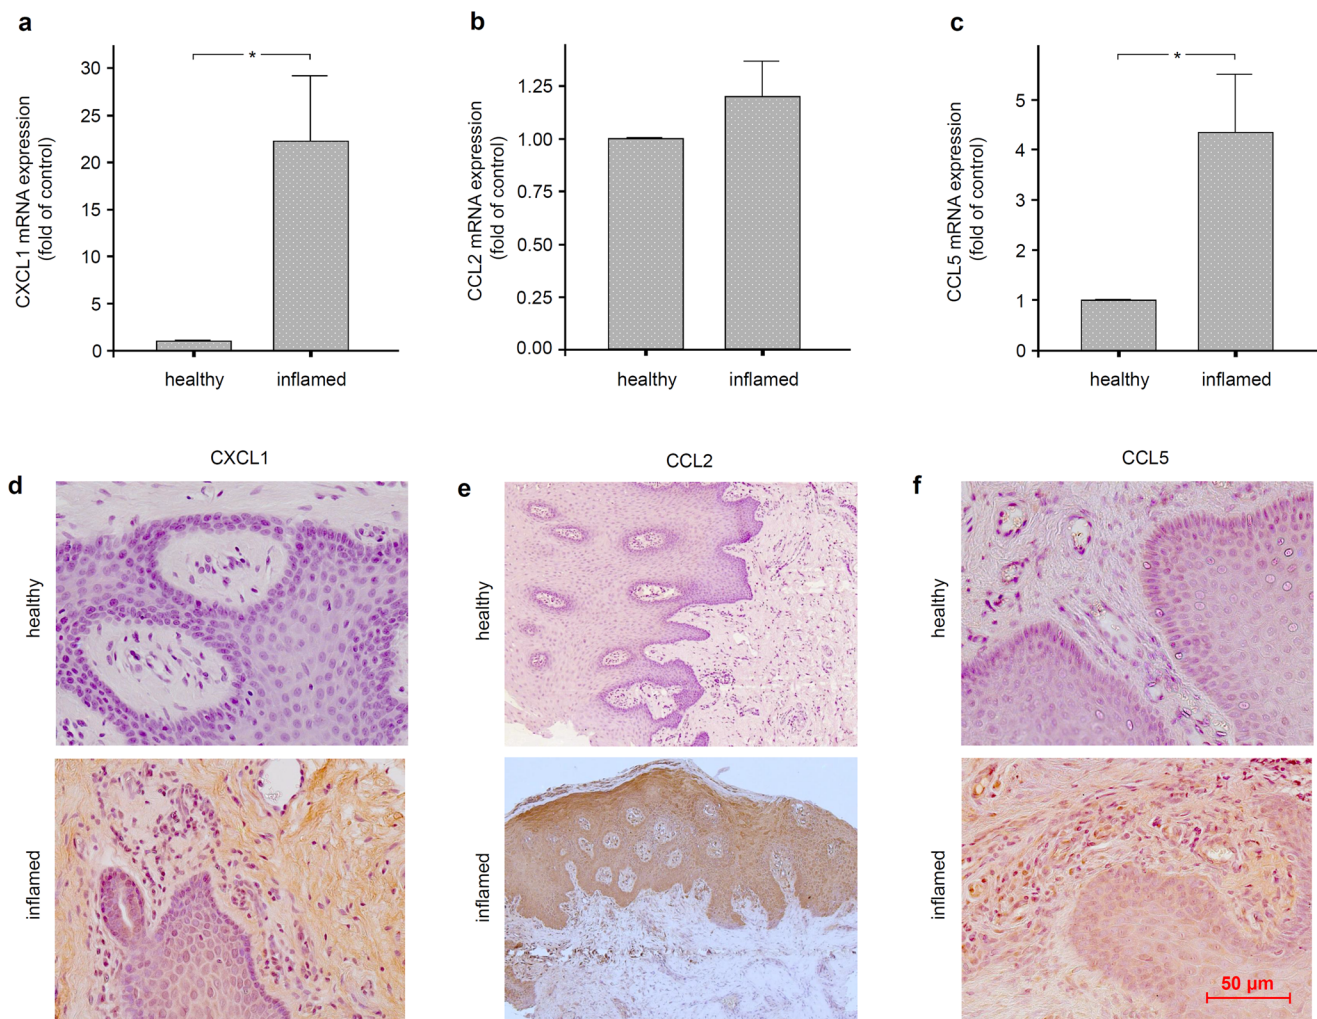 a
CXCL1 mRNA expression
(fold of control)
30
25
20
15
10
5
0
*
healthy
inflamed
b
CCL2 mRNA expression
(fold of control)
1.25
1.00
0.75
0.50
0.25
0.00
healthy
inflamed
c
CCL5 mRNA expression
(fold of control)
5
4
3
2
1
0
*
healthy
inflamed
d
CXCL1
healthy
inflamed
e
CCL2
healthy
inflamed
f
CCL5
healthy
inflamed
50 µm